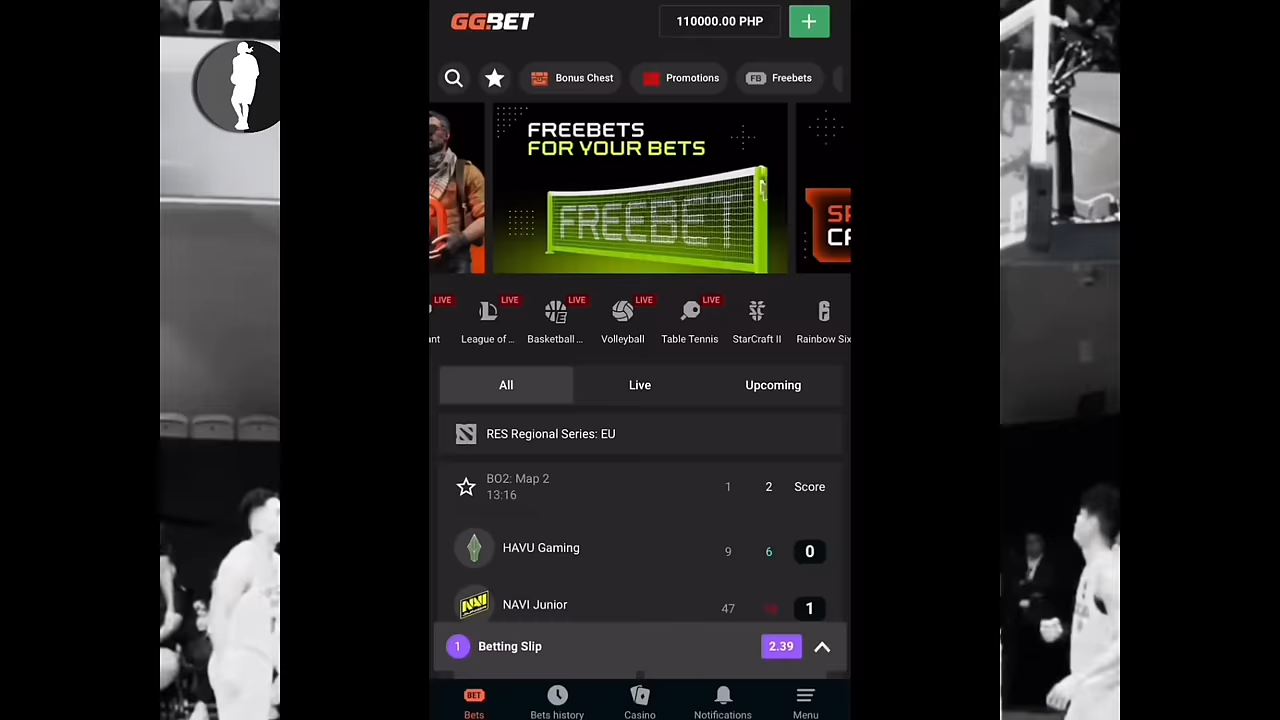 GG.BET
110000.00 PHP
Bonus Chest
Promotions
FB Freebets
FREEBETS
FOR YOUR BETS
FREEBET
LIVE LIVE LIVE LIVE LIVE
ant League of ... Basketball ... Volleyball Table Tennis StarCraft II Rainbow Six
All Live Upcoming
RES Regional Series: EU
BO2: Map 2
13:16
1 2 Score
HAVU Gaming 9 6 0
NAVI Junior 47 1
1 Betting Slip 2.39
BET
Bets Bets history Casino Notifications Menu